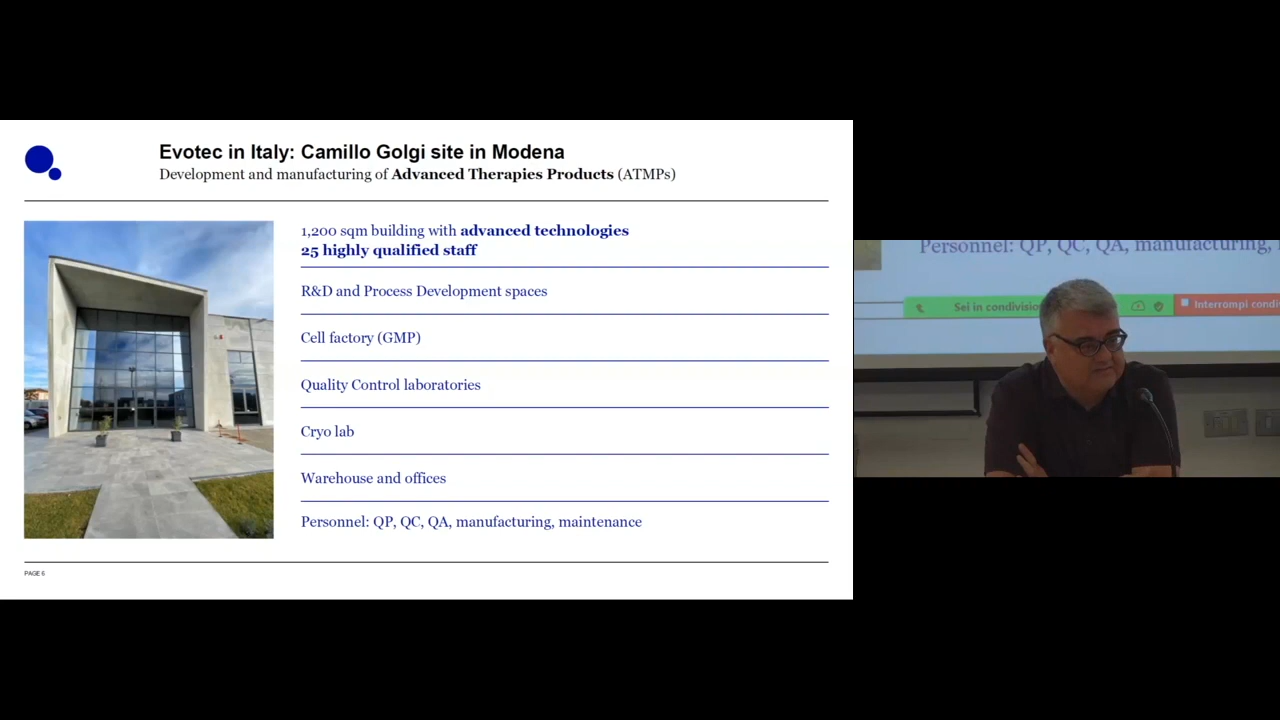 Evotec in Italy: Camillo Golgi site in Modena
Development and manufacturing of Advanced Therapies Products (ATMPs)
1,200 sqm building with advanced technologies
25 highly qualified staff
R&D and Process Development spaces
Cell factory (GMP)
Quality Control laboratories
Cryo lab
Warehouse and offices
Personnel: QP, QC, QA, manufacturing, maintenance
PAGE 6
Personnel: QP, QC, QA, manufacturing,
Sei in condivisio
Interrompi condi